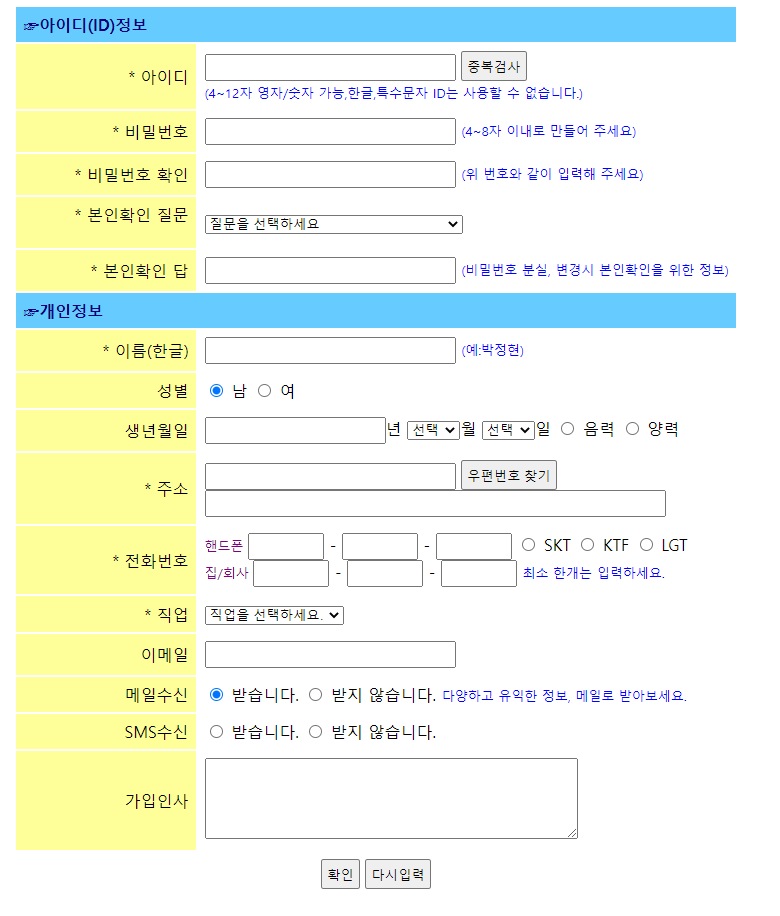 ☞아이디(ID)정보
* 아이디 중복검사
(4~12자 영자/숫자 가능,한글,특수문자 ID는 사용할 수 없습니다.)
* 비밀번호 (4~8자 이내로 만들어 주세요)
* 비밀번호 확인 (위 번호와 같이 입력해 주세요)
* 본인확인 질문 질문을 선택하세요
* 본인확인 답 (비밀번호 분실, 변경시 본인확인을 위한 정보)
☞개인정보
* 이름(한글) (예:박정현)
성별 남 여
생년월일 년 선택 월 선택 일 음력 양력
* 주소 우편번호 찾기
* 전화번호 핸드폰 - - SKT KTF LGT
집/회사 - - 최소 한개는 입력하세요.
* 직업 직업을 선택하세요.
이메일
메일수신 받습니다. 받지 않습니다. 다양하고 유익한 정보, 메일로 받아보세요.
SMS수신 받습니다. 받지 않습니다.
가입인사
확인 다시입력